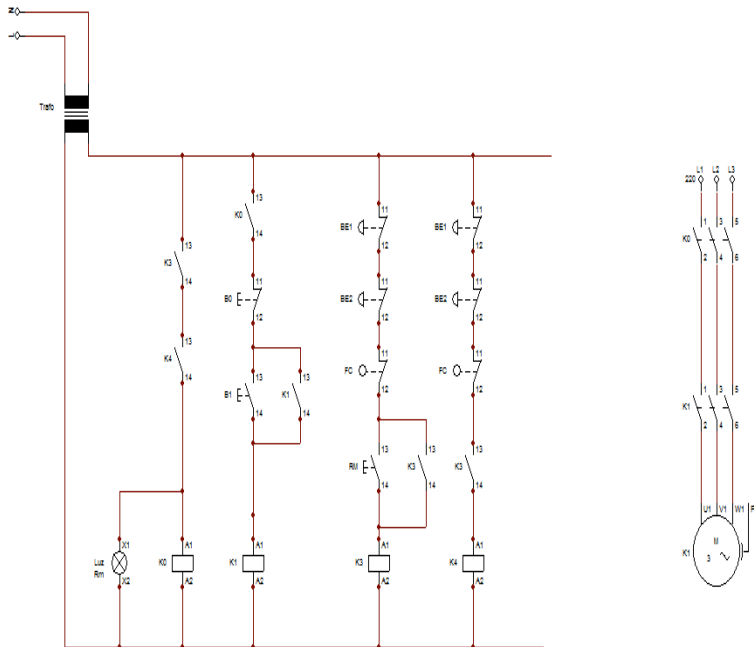 N
L
Trafo
K3
13
14
K4
13
14
Luz
Rm
X1
X2
K0
A1
A2
K0
13
14
B0
11
12
B1
13
14
K1
13
14
K1
A1
A2
BE1
11
12
BE2
11
12
FC
11
12
RM
13
14
K3
13
14
K3
A1
A2
BE1
11
12
BE2
11
12
FC
11
12
K3
13
14
K4
A1
A2
L1 L2 L3
220
K0
1 3 5
2 4 6
K1
1 3 5
2 4 6
U1 V1 W1
K1
M
3